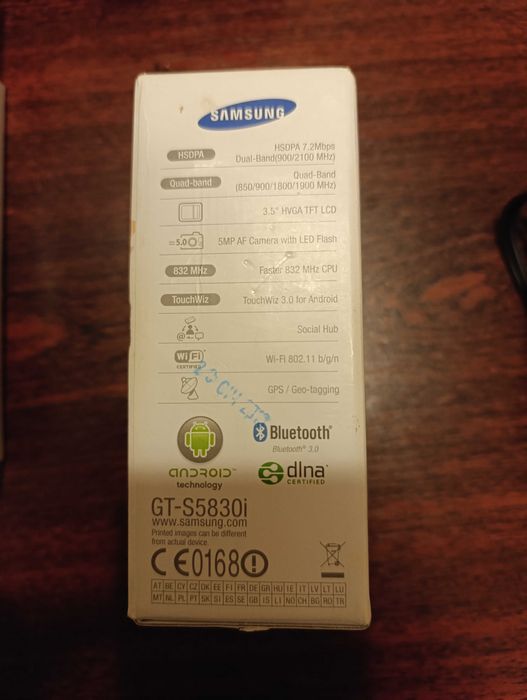 SAMSUNG
HSDPA HSDPA 7.2Mbps
Dual-Band(900/2100 MHz)
Quad-band Quad-Band
(850/900/1800/1900 MHz)
3.5" HVGA TFT LCD
=5.0 5MP AF Camera with LED Flash
832 MHz Faster 832 MHz CPU
TouchWiz TouchWiz 3.0 for Android
Social Hub
Wi Fi Wi-Fi 802.11 b/g/n
CERTIFIED
GPS / Geo-tagging
Bluetooth®
Bluetooth® 3.0
ANDROID™
technology
dlna®
CERTIFIED
GT-S5830i
www.samsung.com
Printed images can be different
from actual device.
CE0168
AT BE CY CZ DK EE FI FR DE GR HU IE IT LV LT LU
MT NL PL PT SK SI ES SE GB IS LI NO CH BG RO TR